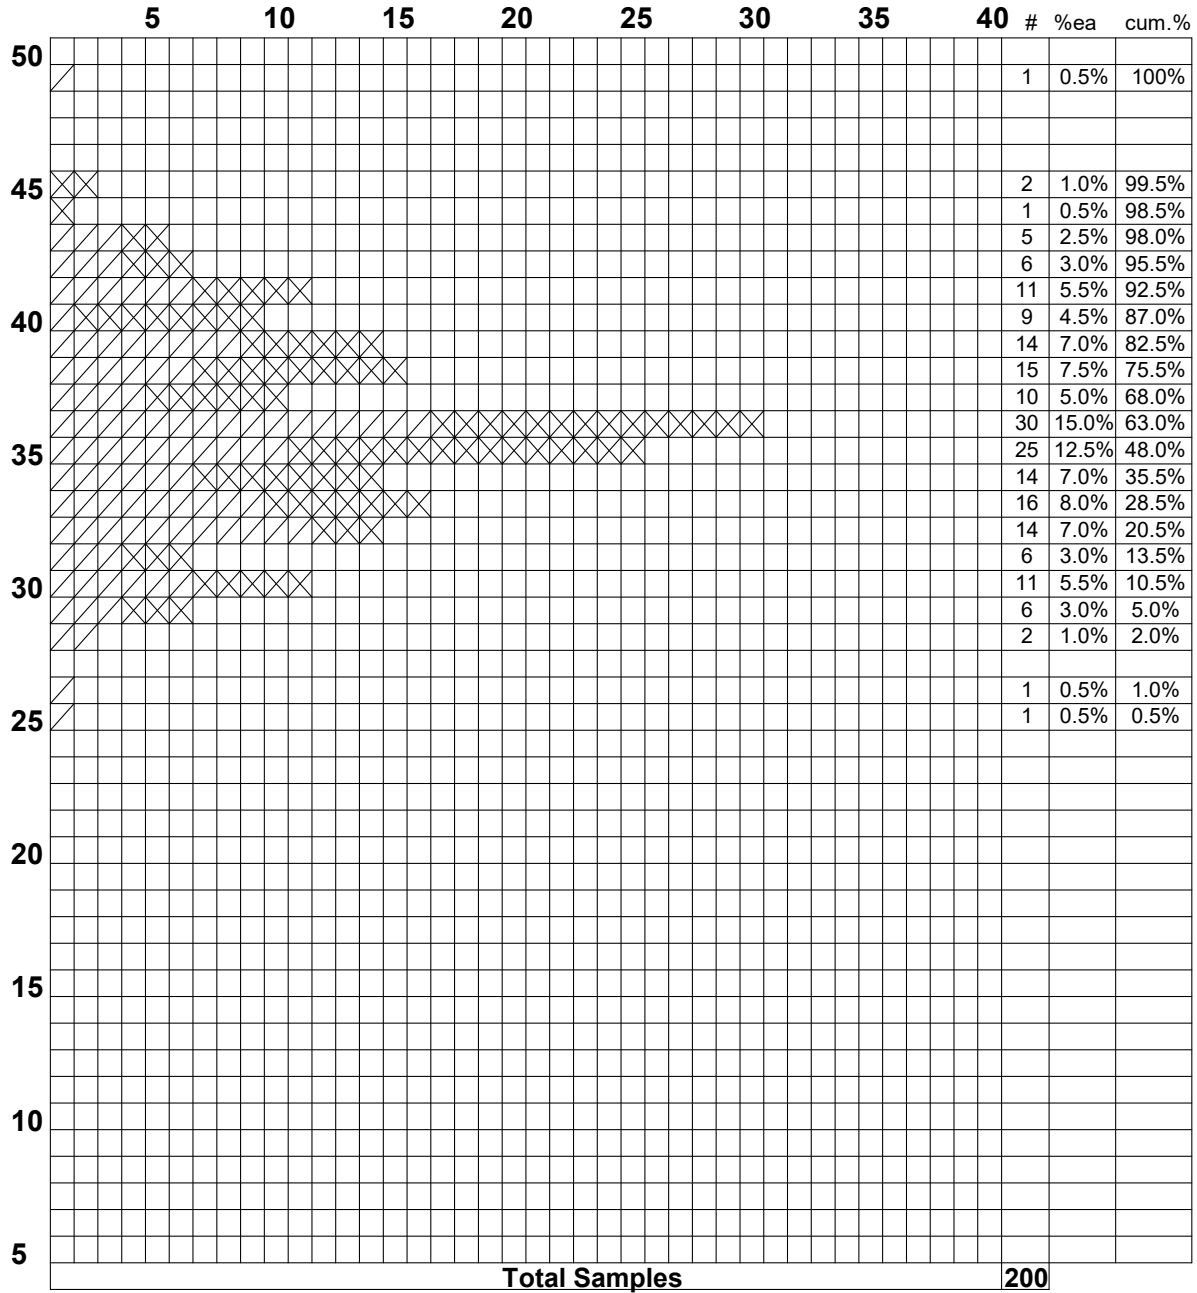 5 10 15 20 25 30 35 40 # %ea cum.%
50
1 0.5% 100%
45 2 1.0% 99.5%
1 0.5% 98.5%
5 2.5% 98.0%
6 3.0% 95.5%
11 5.5% 92.5%
40 9 4.5% 87.0%
14 7.0% 82.5%
15 7.5% 75.5%
10 5.0% 68.0%
30 15.0% 63.0%
35 25 12.5% 48.0%
14 7.0% 35.5%
16 8.0% 28.5%
14 7.0% 20.5%
6 3.0% 13.5%
30 11 5.5% 10.5%
6 3.0% 5.0%
2 1.0% 2.0%
1 0.5% 1.0%
25 1 0.5% 0.5%
20
15
10
5
Total Samples 200